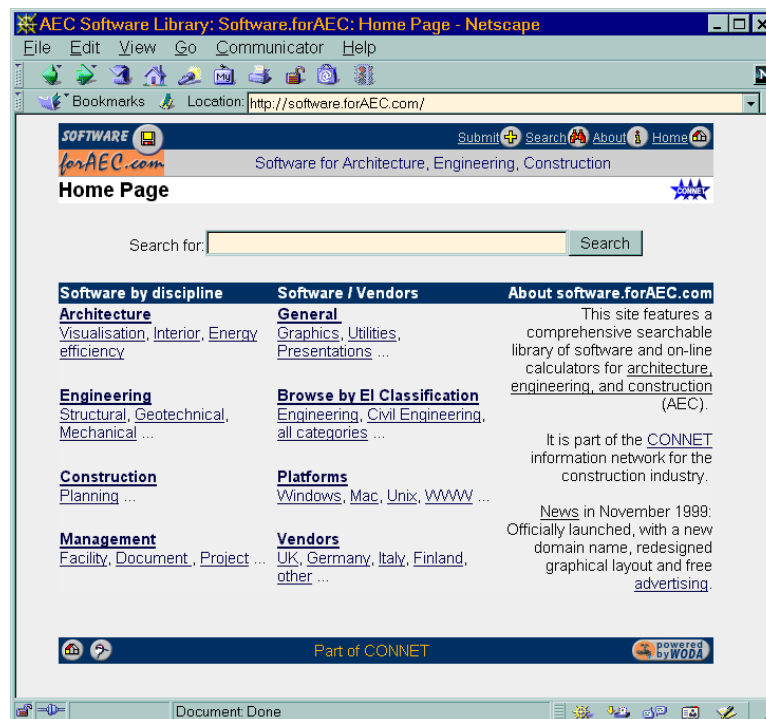 AEC Software Library: Software.forAEC: Home Page - Netscape
File Edit View Go Communicator Help
Bookmarks Location: http://software.forAEC.com/
SOFTWARE Submit Search About Home
forAEC.com Software for Architecture, Engineering, Construction
Home Page CONNET
Search for: Search
Software by discipline
Architecture
Visualisation, Interior, Energy
efficiency
Engineering
Structural, Geotechnical,
Mechanical ...
Construction
Planning ...
Management
Facility, Document , Project ...
Software / Vendors
General
Graphics, Utilities,
Presentations ...
Browse by EI Classification
Engineering, Civil Engineering,
all categories ...
Platforms
Windows, Mac, Unix, WWW ...
Vendors
UK, Germany, Italy, Finland,
other ...
About software.forAEC.com
This site features a
comprehensive searchable
library of software and on-line
calculators for architecture,
engineering, and construction
(AEC).
It is part of the CONNET
information network for the
construction industry.
News in November 1999:
Officially launched, with a new
domain name, redesigned
graphical layout and free
advertising.
Part of CONNET
powered
by WODA
Document: Done